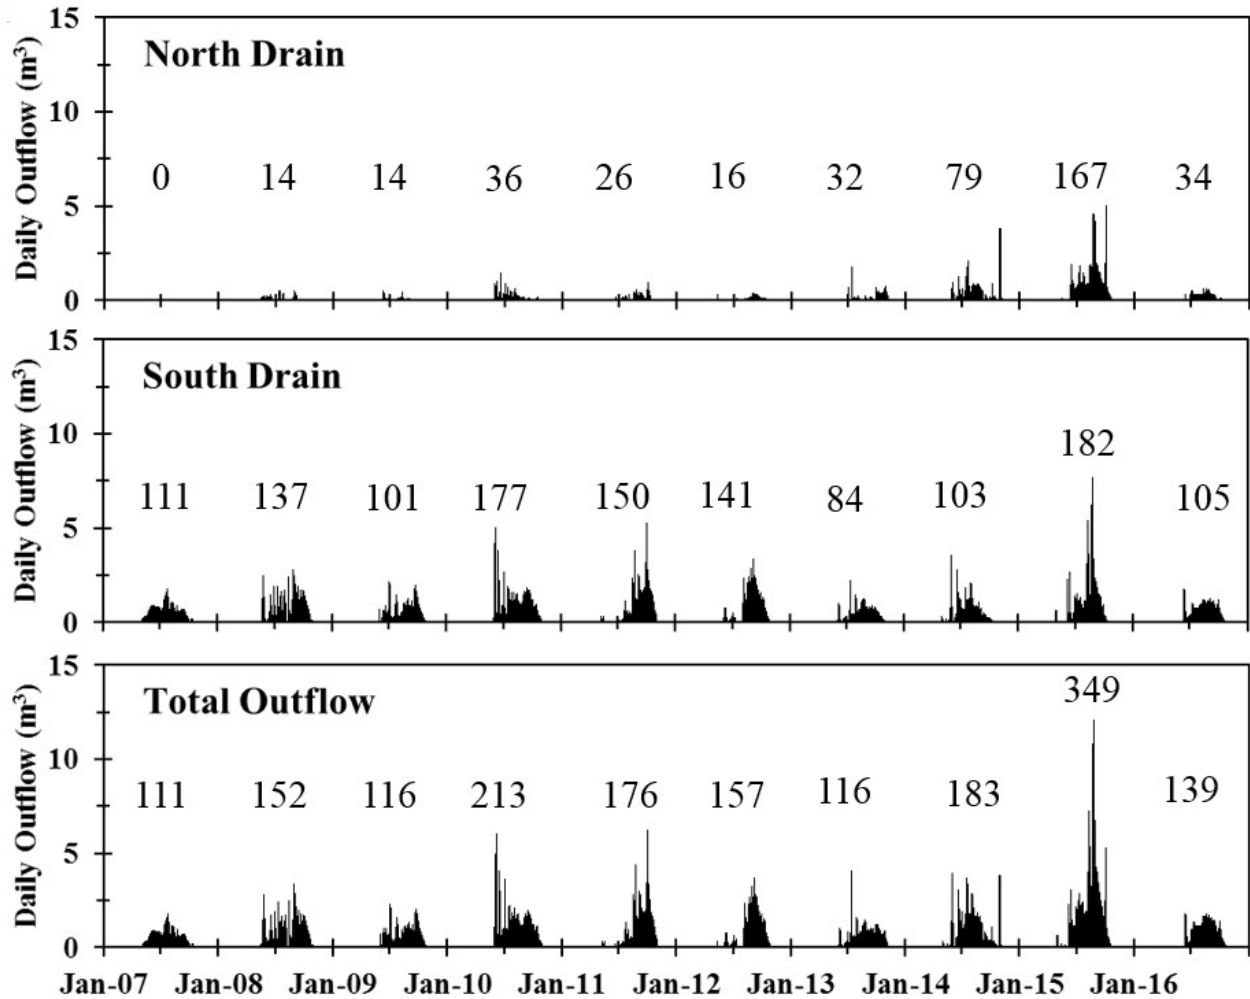 15
North Drain
10
Daily Outflow (m³)
0 14 14 36 26 16 32 79 167 34
5
0
15
South Drain
10
Daily Outflow (m³)
182
111 137 101 177 150 141 84 103 105
5
0
15
Total Outflow
349
10
Daily Outflow (m³)
111 152 116 213 176 157 116 183 139
5
0
Jan-07 Jan-08 Jan-09 Jan-10 Jan-11 Jan-12 Jan-13 Jan-14 Jan-15 Jan-16